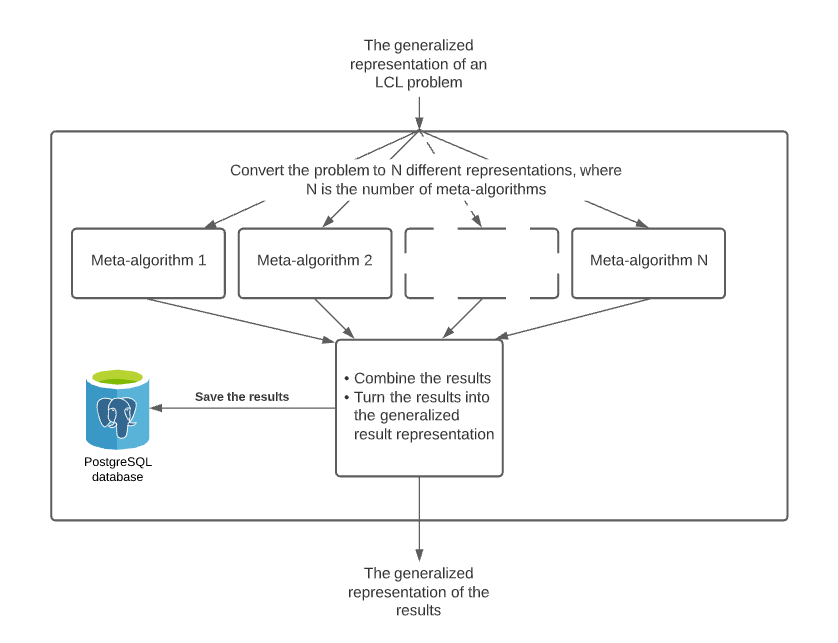 The generalized
representation of an
LCL problem
Convert the problem to N different representations, where
N is the number of meta-algorithms
Meta-algorithm 1
Meta-algorithm 2
Meta-algorithm N
• Combine the results
• Turn the results into
the generalized
result representation
Save the results
PostgreSQL
database
The generalized
representation of the
results